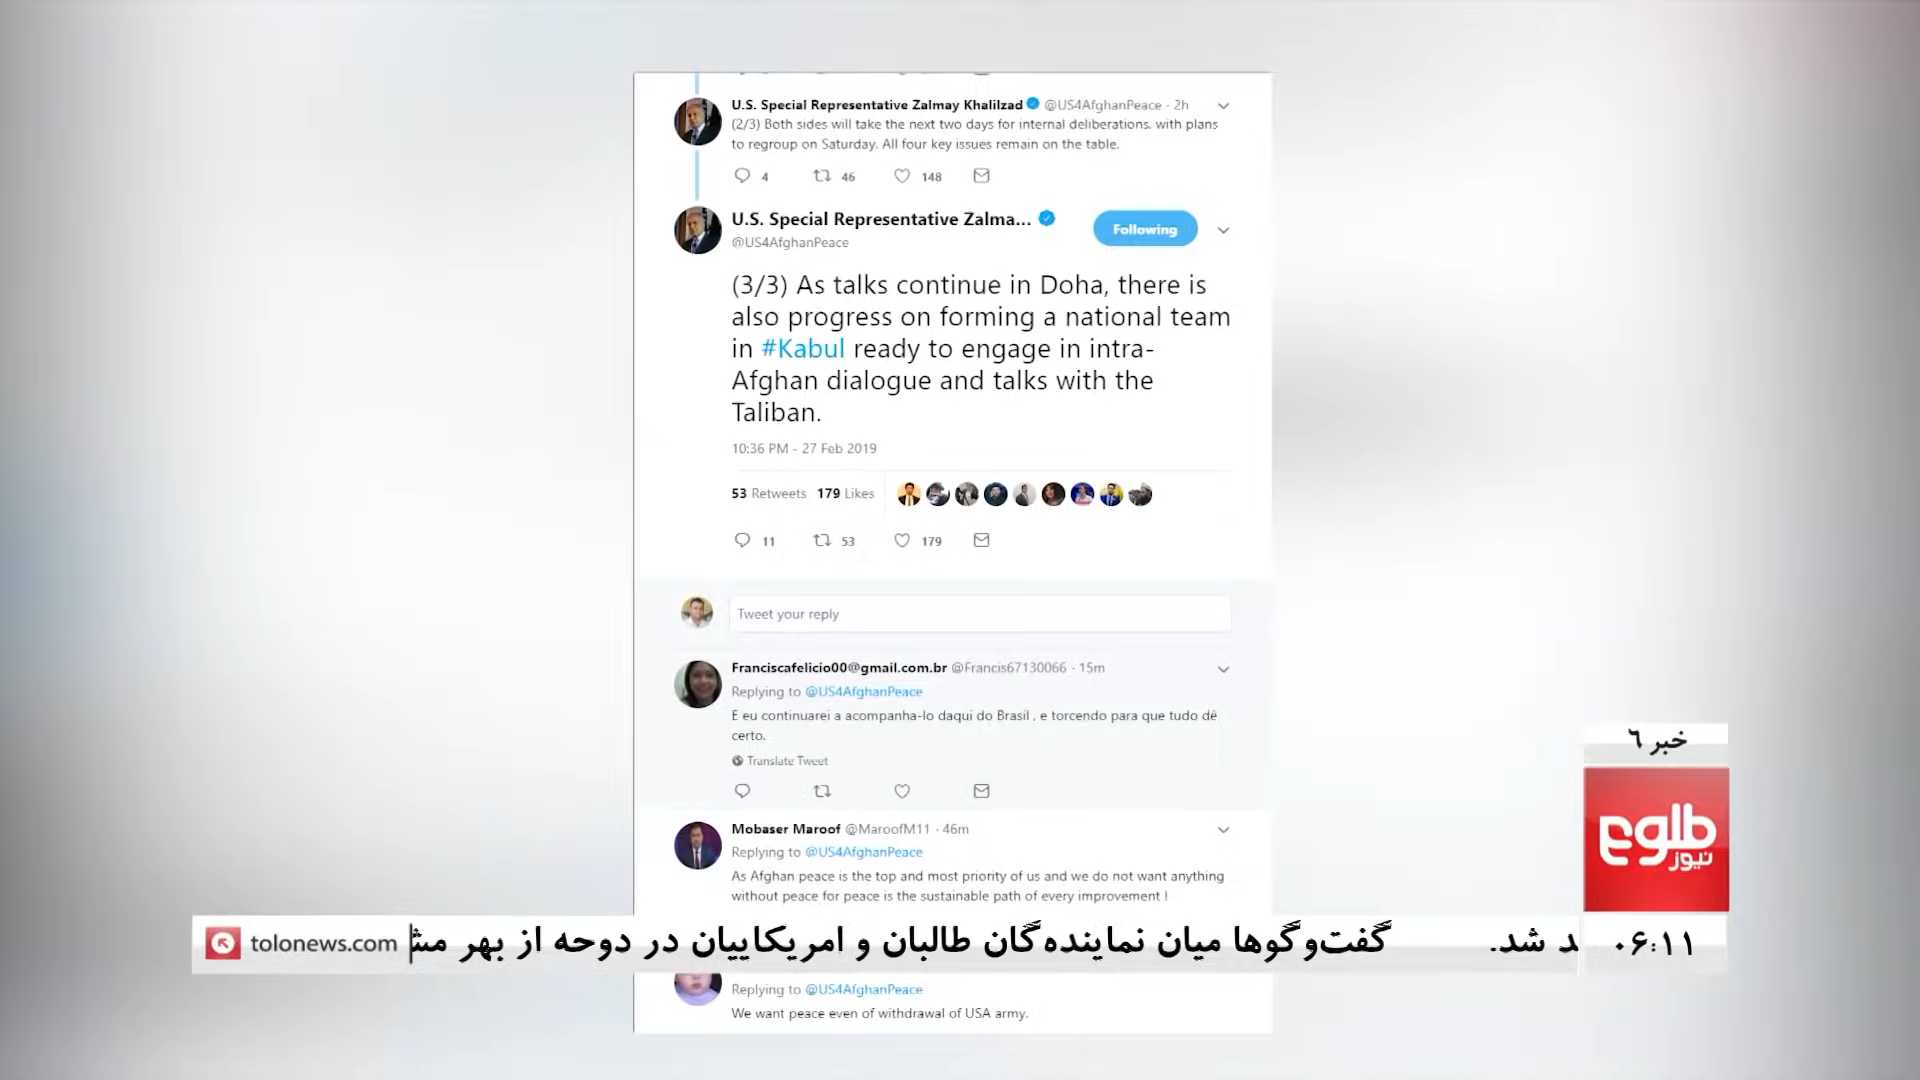 U.S. Special Representative Zalmay Khalilzad @US4AfghanPeace · 2h
(2/3) Both sides will take the next two days for internal deliberations. with plans
to regroup on Saturday. All four key issues remain on the table.
4 46 148
U.S. Special Representative Zalma...
Following
@US4AfghanPeace
(3/3) As talks continue in Doha, there is
also progress on forming a national team
in #Kabul ready to engage in intra-
Afghan dialogue and talks with the
Taliban.
10:36 PM - 27 Feb 2019
53 Retweets 179 Likes
11 53 179
Tweet your reply
Franciscafelicio00@gmail.com.br @Francis67130066 · 15m
Replying to @US4AfghanPeace
E eu continuarei a acompanha-lo daqui do Brasil , e torcendo para que tudo dê
certo.
Translate Tweet
Mobaser Maroof @MaroofM11 · 46m
Replying to @US4AfghanPeace
As Afghan peace is the top and most priority of us and we do not want anything
without peace for peace is the sustainable path of every improvement !
Replying to @US4AfghanPeace
We want peace even of withdrawal of USA army.
خبر ٦
طلوع
نیوز
۰۶:۱۱
د شد. گفت‌وگوها میان نماینده‌گان طالبان و امریکاییان در دوحه از بهر
tolonews.com